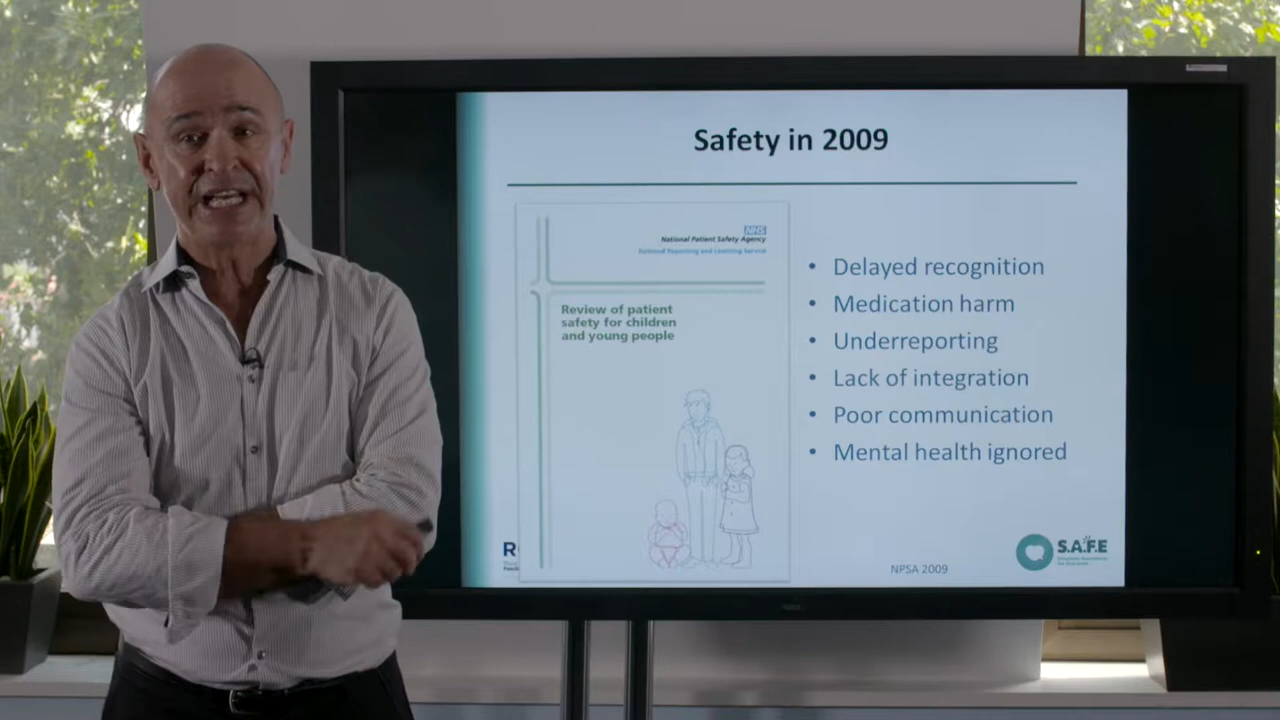 Safety in 2009
NHS
National Patient Safety Agency
National Reporting and Learning Service
Review of patient
safety for children
and young people
• Delayed recognition
• Medication harm
• Underreporting
• Lack of integration
• Poor communication
• Mental health ignored
NPSA 2009
S.A.F.E